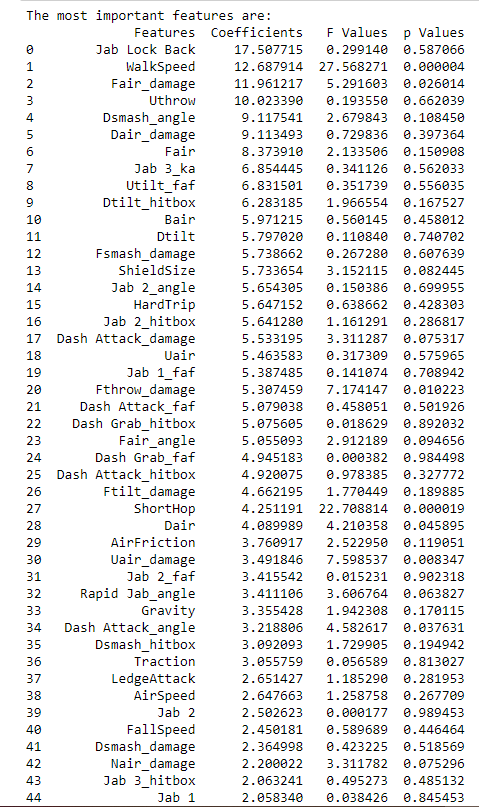 The most important features are:
Features Coefficients F Values p Values
0 Jab Lock Back 17.507715 0.299140 0.587066
1 WalkSpeed 12.687914 27.568271 0.000004
2 Fair_damage 11.961217 5.291603 0.026014
3 Uthrow 10.023390 0.193550 0.662039
4 Dsmash_angle 9.117541 2.679843 0.108450
5 Dair_damage 9.113493 0.729836 0.397364
6 Fair 8.373910 2.133506 0.150908
7 Jab 3_ka 6.854445 0.341126 0.562033
8 Utilt_faf 6.831501 0.351739 0.556035
9 Dtilt_hitbox 6.283185 1.966554 0.167527
10 Bair 5.971215 0.560145 0.458012
11 Dtilt 5.797020 0.110840 0.740702
12 Fsmash_damage 5.738662 0.267280 0.607639
13 ShieldSize 5.733654 3.152115 0.082445
14 Jab 2_angle 5.654305 0.150386 0.699955
15 HardTrip 5.647152 0.638662 0.428303
16 Jab 2_hitbox 5.641280 1.161291 0.286817
17 Dash Attack_damage 5.533195 3.311287 0.075317
18 Uair 5.463583 0.317309 0.575965
19 Jab 1_faf 5.387485 0.141074 0.708942
20 Fthrow_damage 5.307459 7.174147 0.010223
21 Dash Attack_faf 5.079038 0.458051 0.501926
22 Dash Grab_hitbox 5.075605 0.018629 0.892032
23 Fair_angle 5.055093 2.912189 0.094656
24 Dash Grab_faf 4.945183 0.000382 0.984498
25 Dash Attack_hitbox 4.920075 0.978385 0.327772
26 Ftilt_damage 4.662195 1.770449 0.189885
27 ShortHop 4.251191 22.708814 0.000019
28 Dair 4.089989 4.210358 0.045895
29 AirFriction 3.760917 2.522950 0.119051
30 Uair_damage 3.491846 7.598537 0.008347
31 Jab 2_faf 3.415542 0.015231 0.902318
32 Rapid Jab_angle 3.411106 3.606764 0.063827
33 Gravity 3.355428 1.942308 0.170115
34 Dash Attack_angle 3.218806 4.582617 0.037631
35 Dsmash_hitbox 3.092093 1.729905 0.194942
36 Traction 3.055759 0.056589 0.813027
37 LedgeAttack 2.651427 1.185290 0.281953
38 AirSpeed 2.647663 1.258758 0.267709
39 Jab 2 2.502623 0.000177 0.989453
40 FallSpeed 2.450181 0.589689 0.446464
41 Dsmash_damage 2.364998 0.423225 0.518569
42 Nair_damage 2.200022 3.311782 0.075296
43 Jab 3_hitbox 2.063241 0.495273 0.485132
44 Jab 1 2.058340 0.038426 0.845453